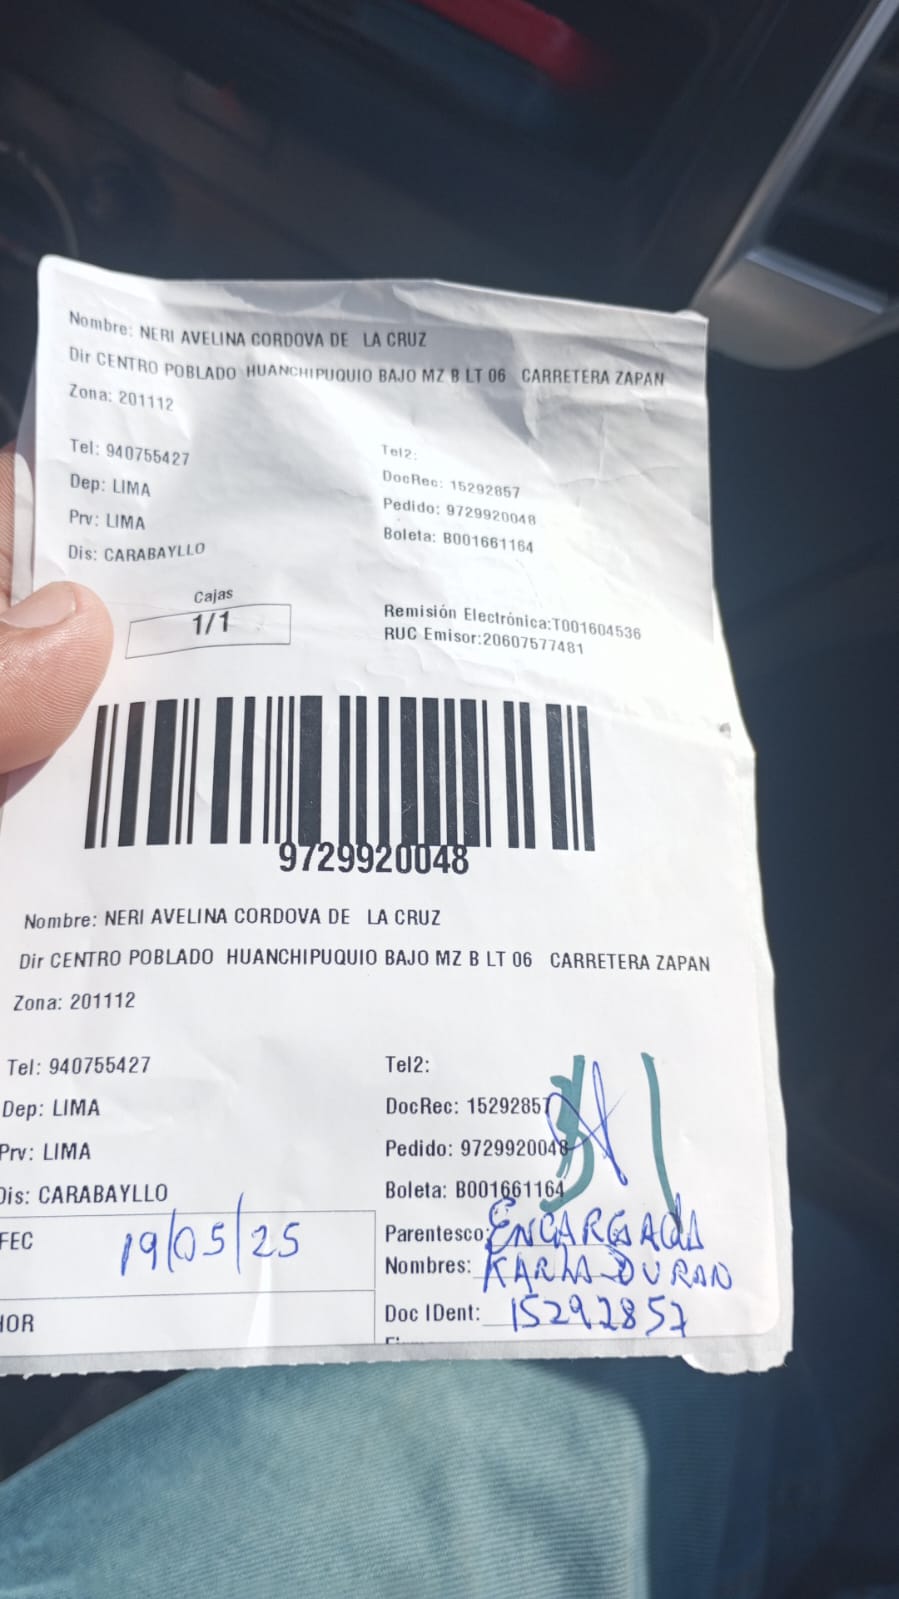 Nombre: NERI AVELINA CORDOVA DE LA CRUZ
Dir CENTRO POBLADO HUANCHIPUQUIO BAJO MZ B LT 06 CARRETERA ZAPAN
Zona: 201112
Tel: 940755427 Tel2:
Dep: LIMA DocRec: 15292857
Prv: LIMA Pedido: 9729920048
Dis: CARABAYLLO Boleta: B001661164
Cajas
1/1 Remisión Electrónica:T001604536
RUC Emisor:20607577481
9729920048
Nombre: NERI AVELINA CORDOVA DE LA CRUZ
Dir CENTRO POBLADO HUANCHIPUQUIO BAJO MZ B LT 06 CARRETERA ZAPAN
Zona: 201112
Tel: 940755427 Tel2:
Dep: LIMA DocRec: 15292857
Prv: LIMA Pedido: 9729920048
Dis: CARABAYLLO Boleta: B001661164
FEC 19/05/25 Parentesco: ENCARGADA
Nombres: KARLA DURAN
HOR Doc IDent: 15292857